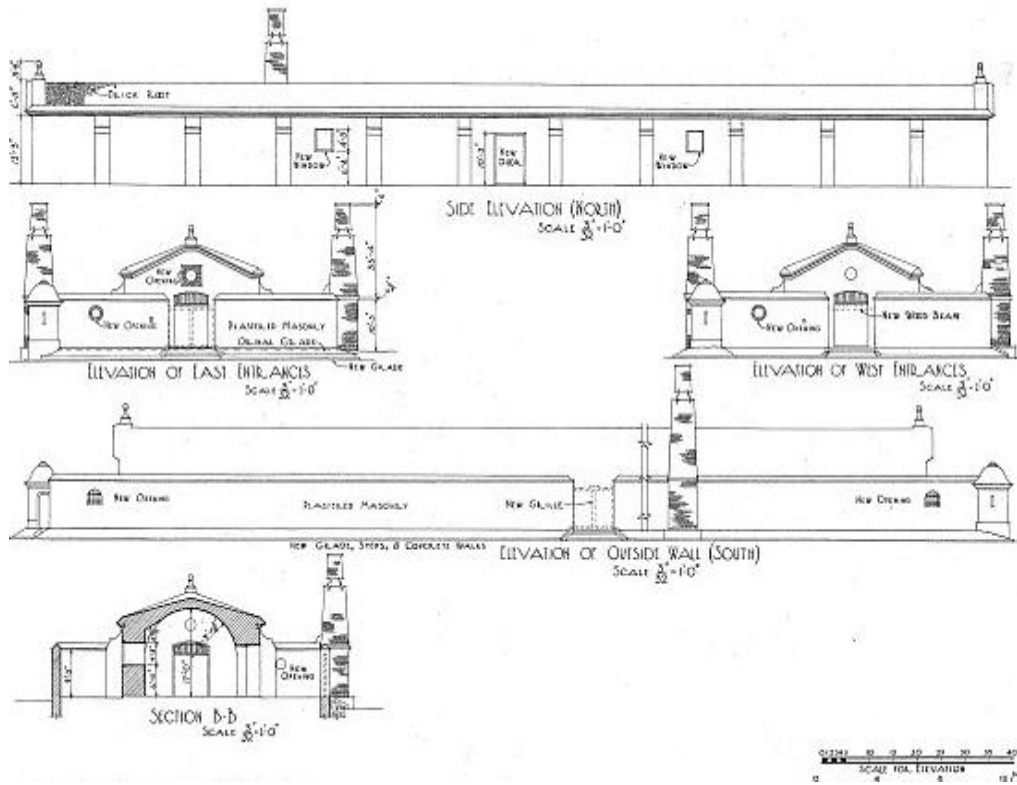 BRICK ROOF
NEW WINDOW
NEW DOOR
NEW WINDOW
SIDE ELEVATION (NORTH)
SCALE 3/32"=1'-0"
NEW OPENING
NEW OPENING
PLASTERED MASONRY
NEW GRADE
ELEVATION OF EAST ENTRANCES
SCALE 3/32"=1'-0"
NEW OPENING
NEW WOOD BEAM
ELEVATION OF WEST ENTRANCES
SCALE 3/32"=1'-0"
NEW OPENING
PLASTERED MASONRY
NEW GRILLE
NEW OPENING
NEW GRADE, STEPS, & CONCRETE WALKS
ELEVATION OF OUTSIDE WALL (SOUTH)
SCALE 3/32"=1'-0"
NEW OPENING
SECTION B-B
SCALE 3/32"=1'-0"
SCALE FOR ELEVATION